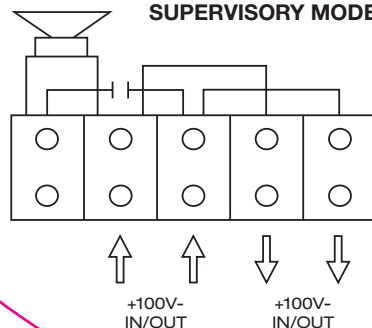 SUPERVISORY MODE
+100V-
IN/OUT
+100V-
IN/OUT